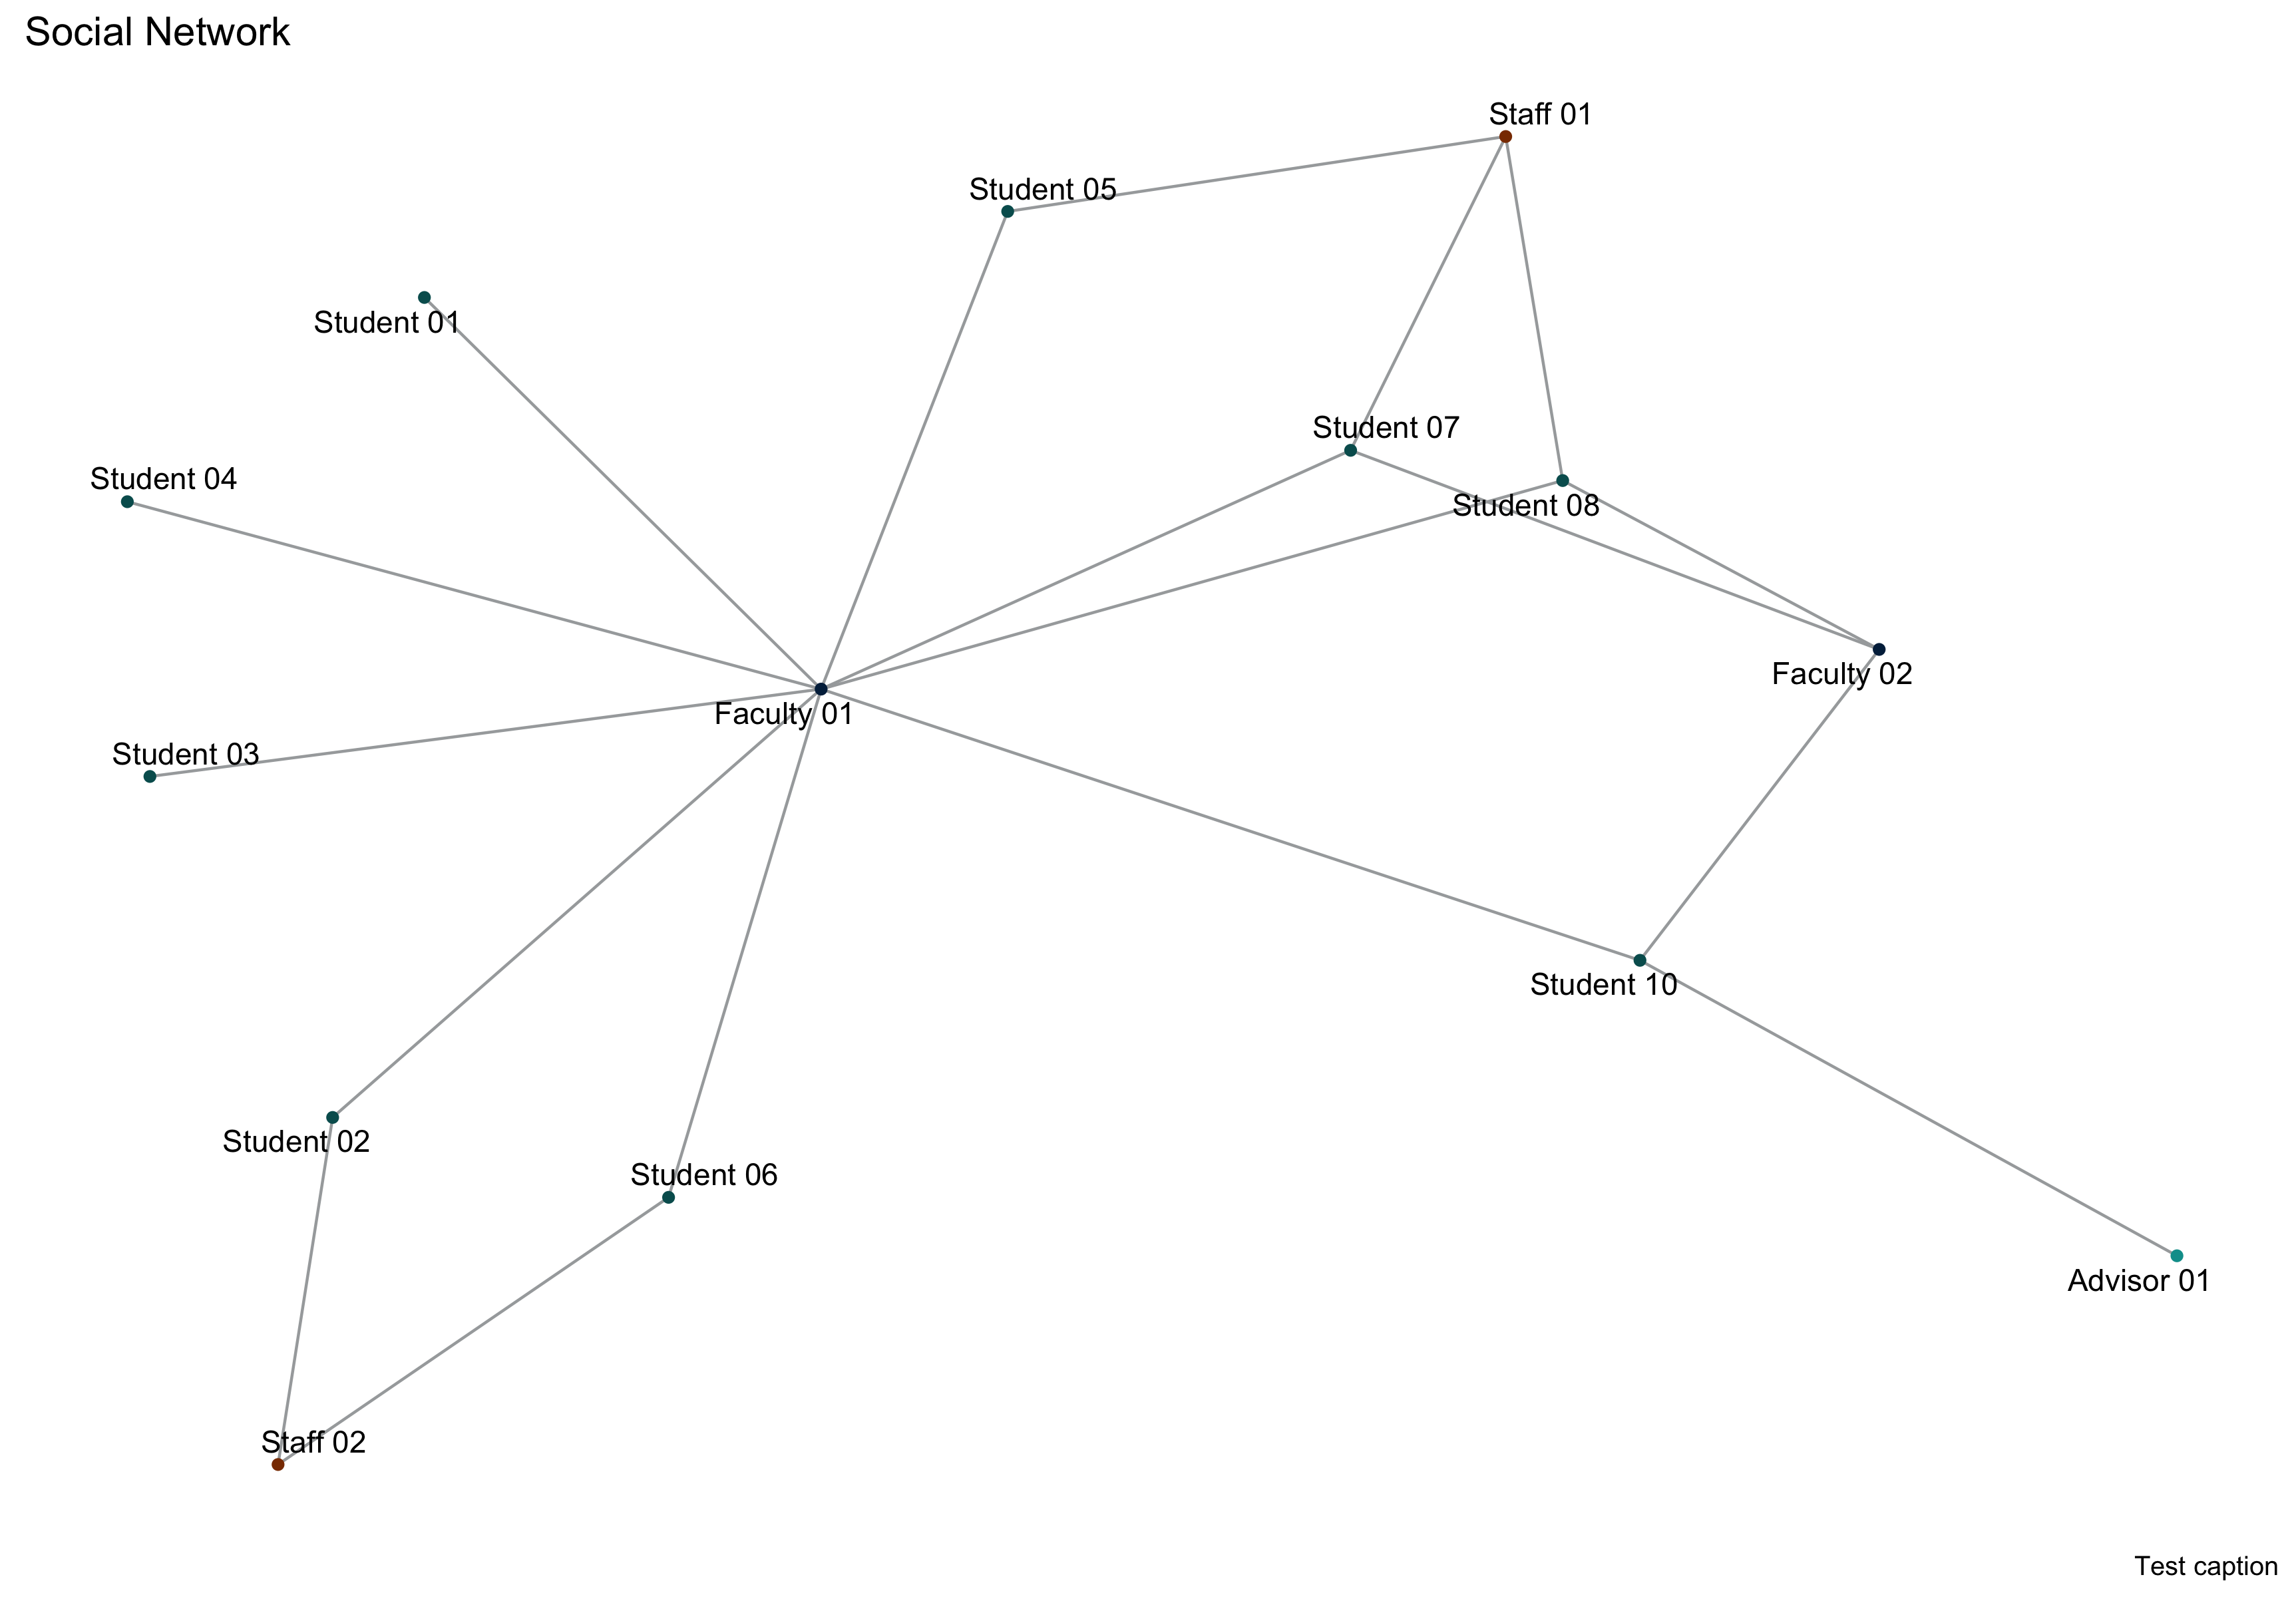 Social Network
Staff 01
Student 05
Student 01
Student 07
Student 04
Student 08
Faculty 02
Faculty 01
Student 03
Student 10
Student 02
Student 06
Advisor 01
Staff 02
Test caption